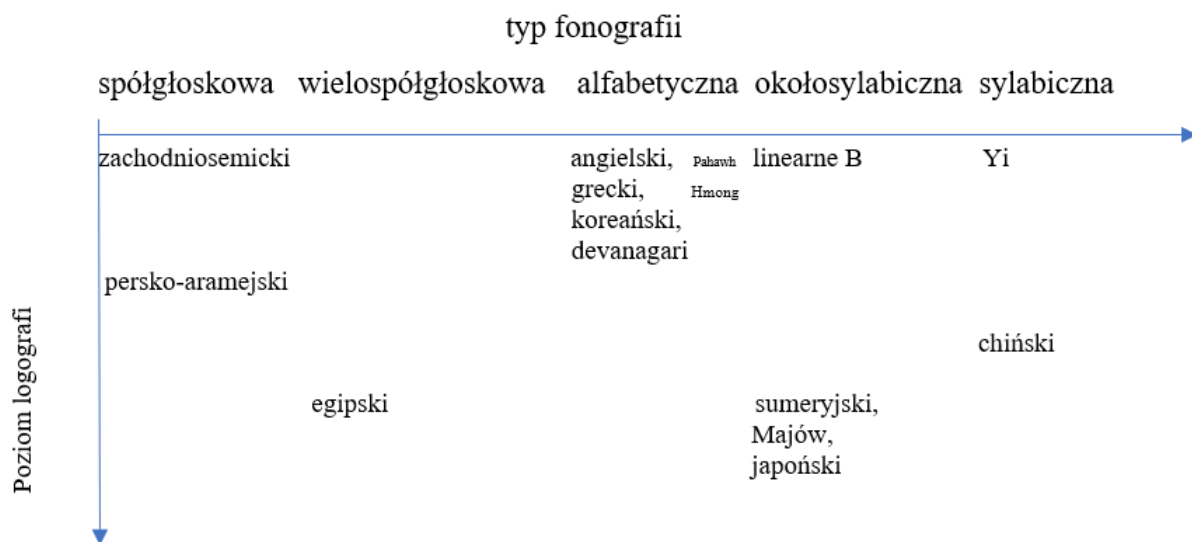 typ fonografii
spółgłoskowa wielospółgłoskowa alfabetyczna okołosylabiczna sylabiczna
zachodniosemicki angielski, Pahawh linearne B Yi
grecki, Hmong
koreański,
devanagari
persko-aramejski
Poziom logografi
chiński
egipski sumeryjski,
Majów,
japoński